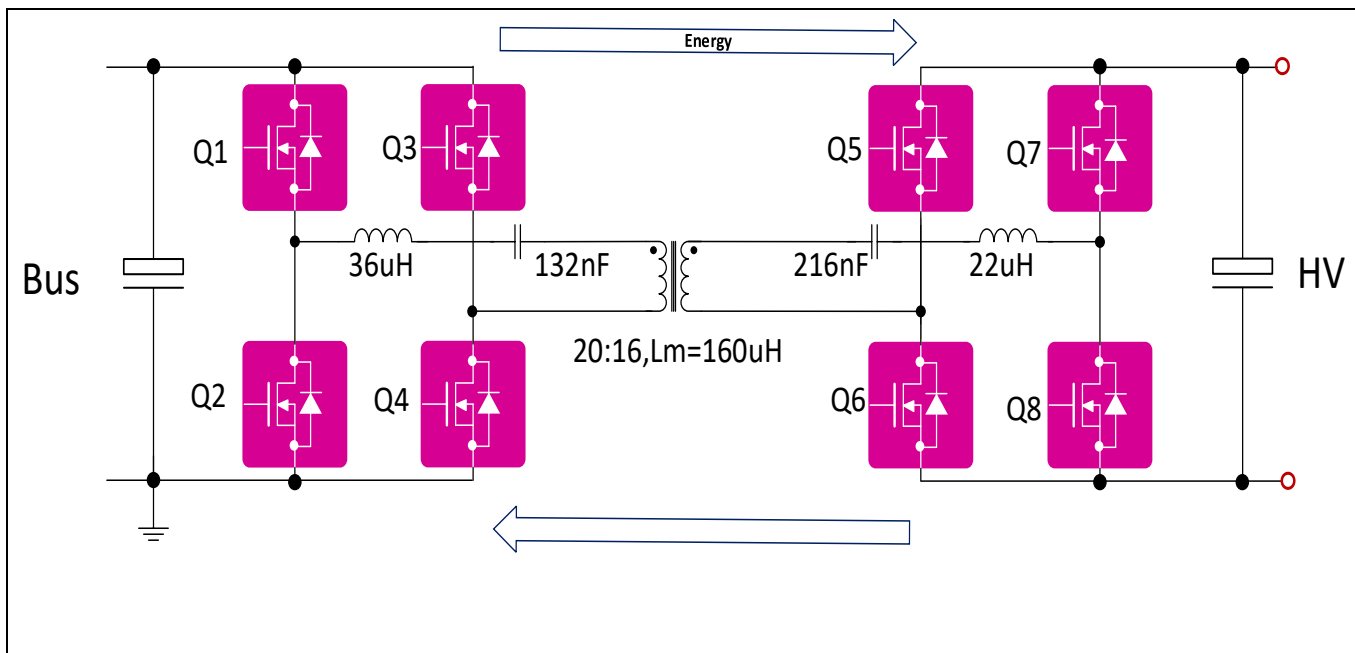 Energy
Q1
Q3
Q5
Q7
36uH
132nF
216nF
22uH
Bus
HV
20:16,Lm=160uH
Q2
Q4
Q6
Q8